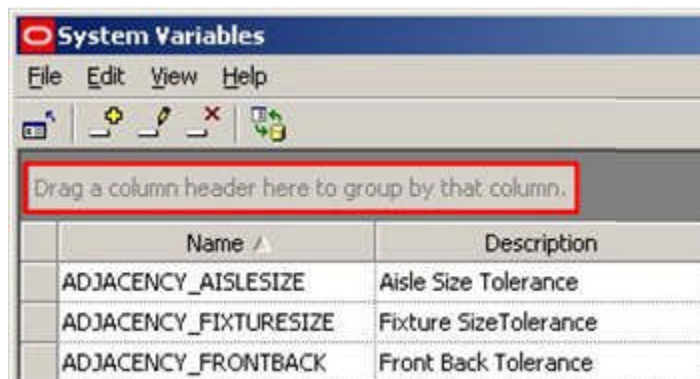 System Variables
File Edit View Help
Drag a column header here to group by that column.
Name Description
ADJACENCY_AISLESIZE Aisle Size Tolerance
ADJACENCY_FIXTURESIZE Fixture SizeTolerance
ADJACENCY_FRONTBACK Front Back Tolerance